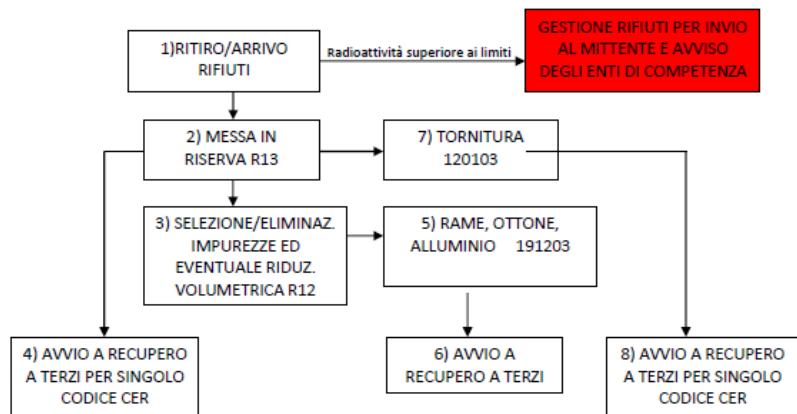 1)RITIRO/ARRIVO
RIFIUTI
Radioattività superiore ai limiti
GESTIONE RIFIUTI PER INVIO
AL MITTENTE E AVVISO
DEGLI ENTI DI COMPETENZA
2) MESSA IN
RISERVA R13
7) TORNITURA
120103
3) SELEZIONE/ELIMINAZ.
IMPUREZZE ED
EVENTUALE RIDUZ.
VOLUMETRICA R12
5) RAME, OTTONE,
ALLUMINIO 191203
4) AVVIO A RECUPERO
A TERZI PER SINGOLO
CODICE CER
6) AVVIO A
RECUPERO A TERZI
8) AVVIO A RECUPERO
A TERZI PER SINGOLO
CODICE CER